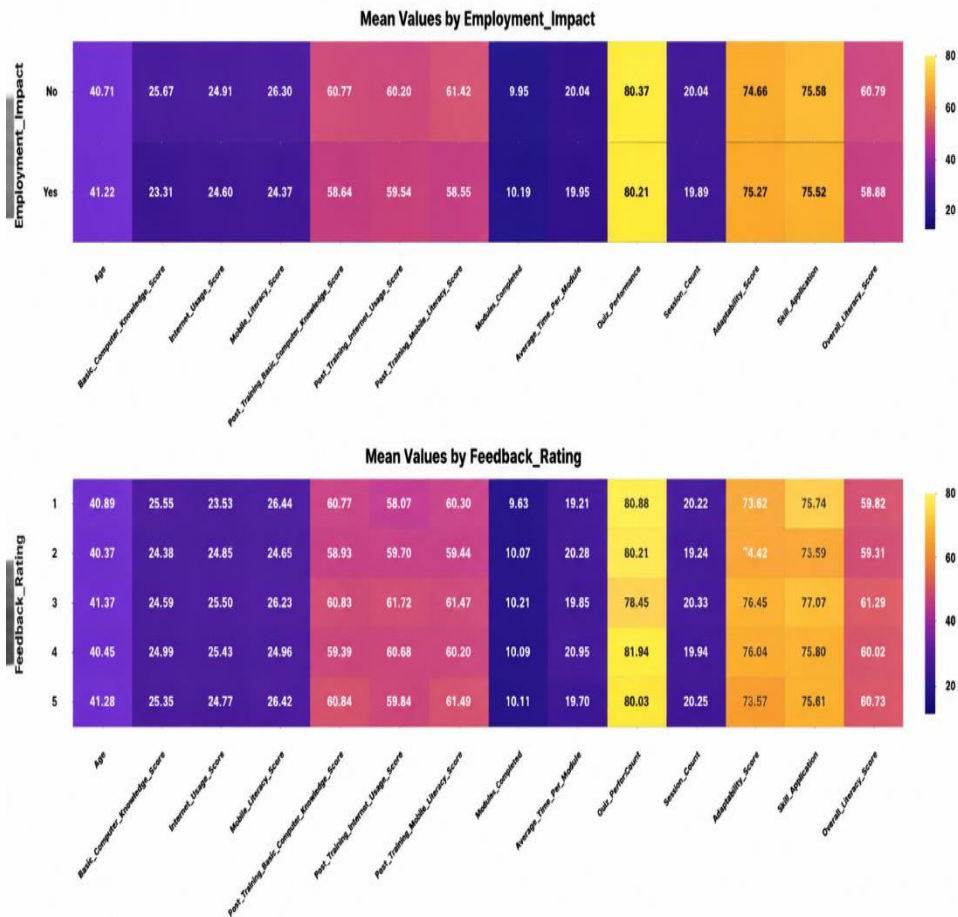 Mean Values by Employment_Impact
Employment_Impact
No 40.71 25.67 24.91 26.30 60.77 60.20 61.42 9.95 20.04 80.37 20.04 74.66 75.58 60.79
Yes 41.22 23.31 24.60 24.37 58.64 59.54 58.55 10.19 19.95 80.21 19.89 75.27 75.52 58.88
80
60
40
20
Age
Basic_Computer_Knowledge_Score
Internet_Usage_Score
Mobile_Literacy_Score
Post_Training_Basic_Computer_Knowledge_Score
Post_Training_Internet_Usage_Score
Post_Training_Mobile_Literacy_Score
Modules_Completed
Average_Time_Per_Module
Quiz_Performance
Session_Count
Adaptability_Score
Skill_Application
Overall_Literacy_Score
Mean Values by Feedback_Rating
Feedback_Rating
1 40.89 25.55 23.53 26.44 60.77 58.07 60.30 9.63 19.21 80.88 20.22 73.62 75.74 59.82
2 40.37 24.38 24.85 24.65 58.93 59.70 59.44 10.07 20.28 80.21 19.24 74.42 73.59 59.31
3 41.37 24.59 25.50 26.23 60.83 61.72 61.47 10.21 19.85 78.45 20.33 76.45 77.07 61.29
4 40.45 24.99 25.43 24.96 59.39 60.68 60.20 10.09 20.95 81.94 19.94 76.04 75.80 60.02
5 41.28 25.35 24.77 26.42 60.84 59.84 61.49 10.11 19.70 80.03 20.25 73.57 75.61 60.73
80
60
40
20
Age
Basic_Computer_Knowledge_Score
Internet_Usage_Score
Mobile_Literacy_Score
Post_Training_Basic_Computer_Knowledge_Score
Post_Training_Internet_Usage_Score
Post_Training_Mobile_Literacy_Score
Modules_Completed
Average_Time_Per_Module
Quiz_PerforCount
Session_Count
Adaptability_Score
Skill_Application
Overall_Literacy_Score